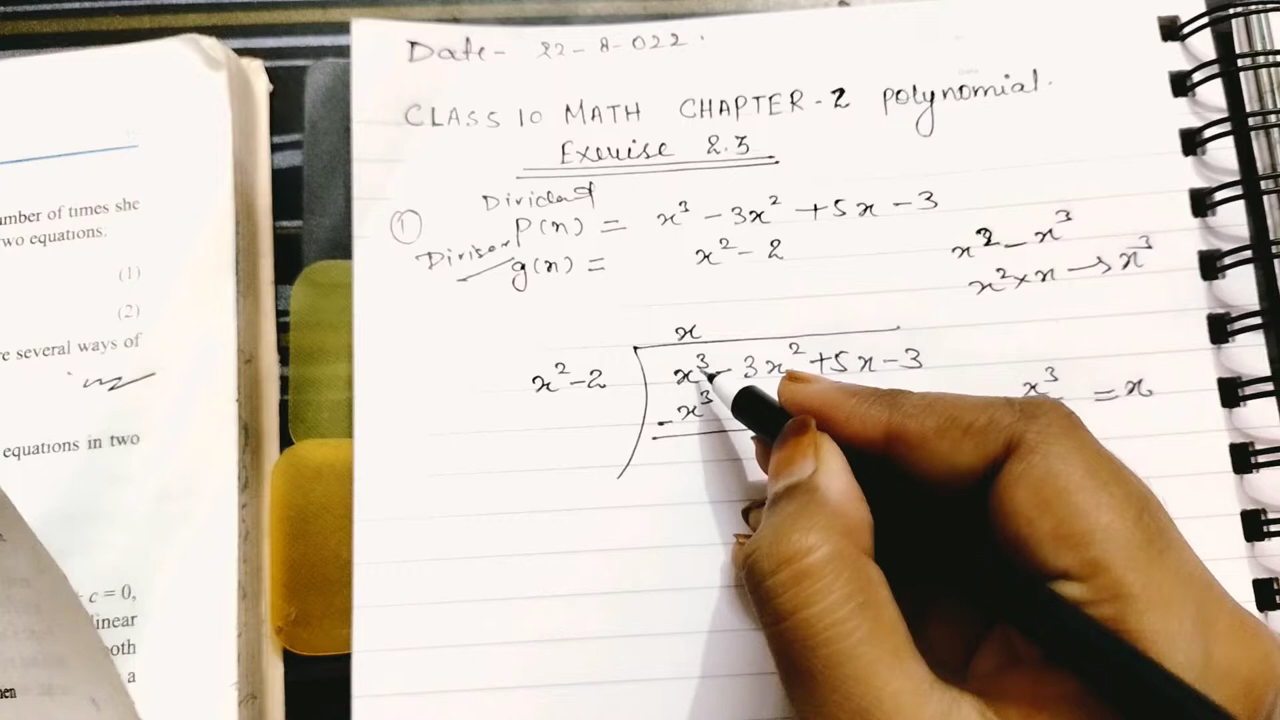 umber of times she
wo equations.
(1)
(2)
e several ways of
equations in two
c = 0,
linear
oth
a
Date- 22-8-022.
CLASS 10 MATH CHAPTER-2 polynomial.
Exercise 2.3
Dividend
① P(x) = x³ - 3x² + 5x - 3
Divisor g(x) = x² - 2
x² - x³
x² × x → x³
x
x² - 2 x³ - 3x² + 5x - 3
- x³
x³ = x